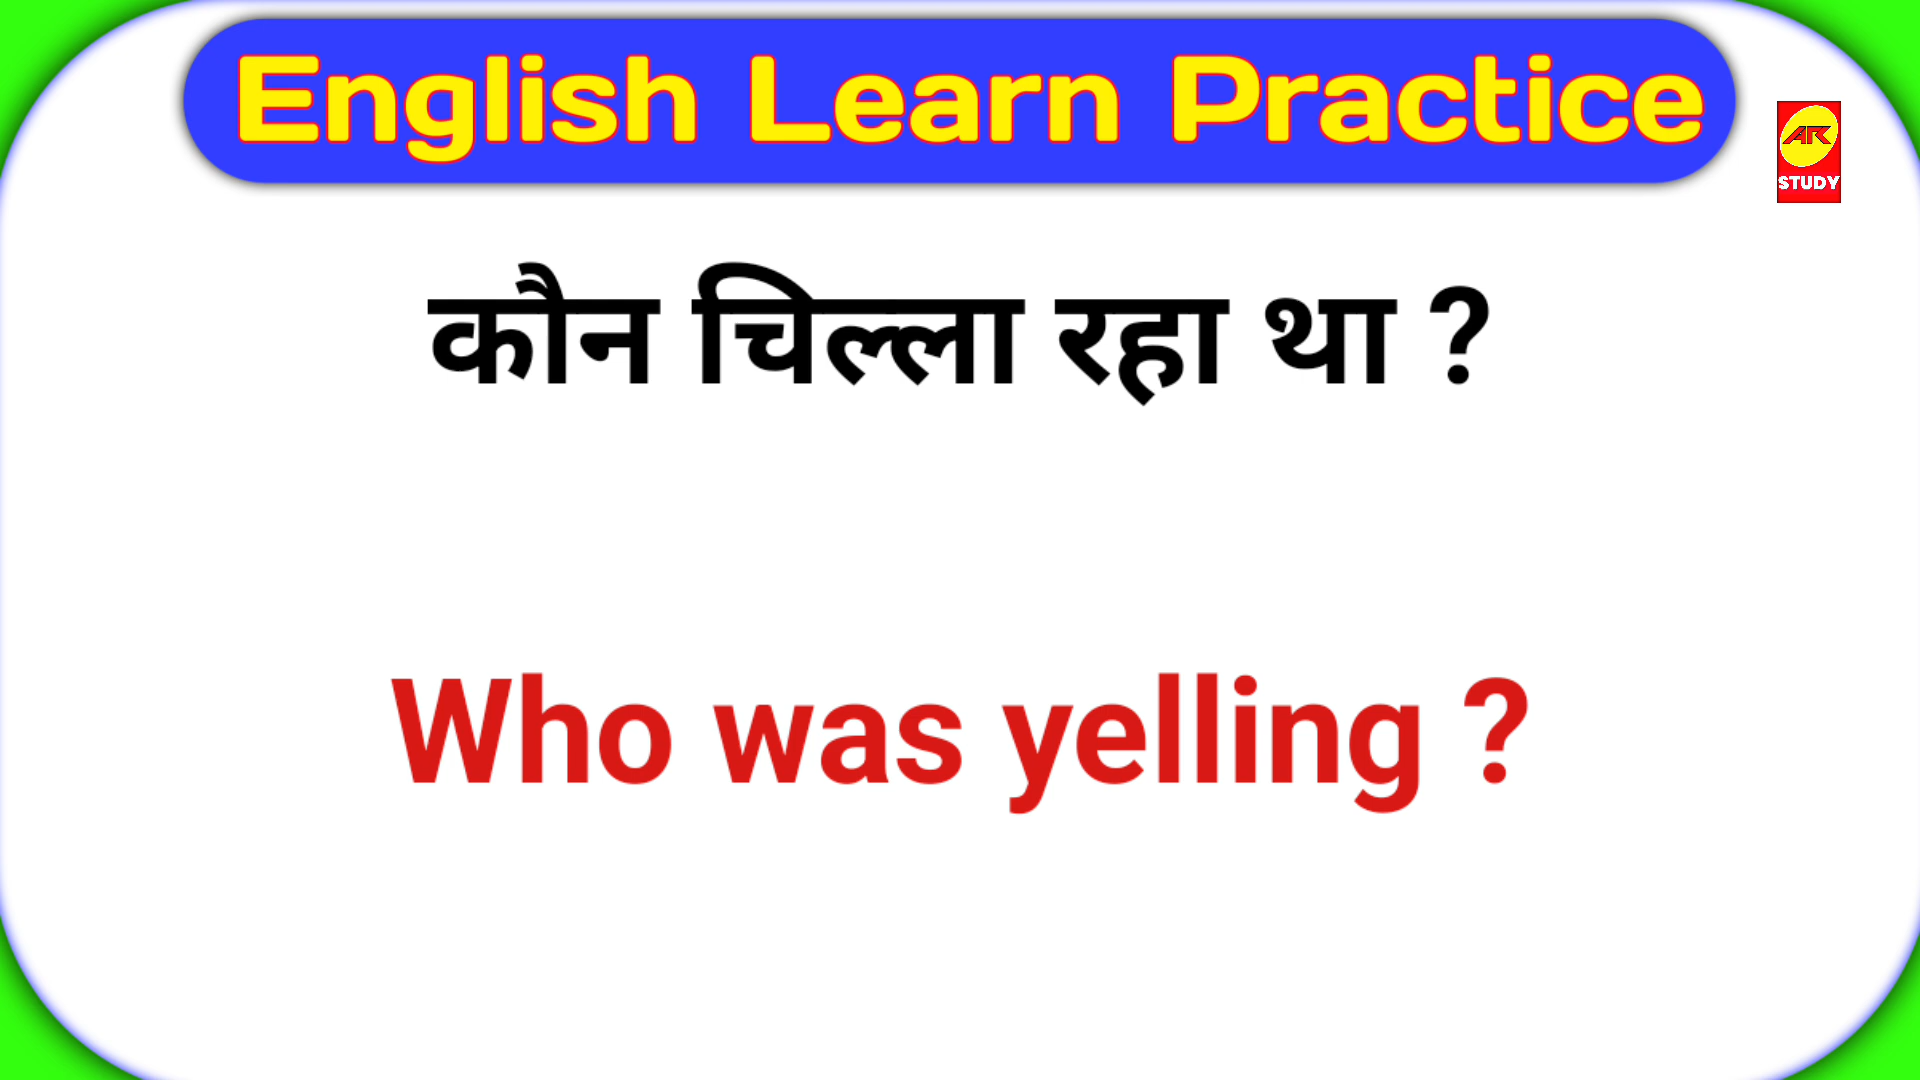 English Learn Practice
AR
STUDY
कौन चिल्ला रहा था ?
Who was yelling ?